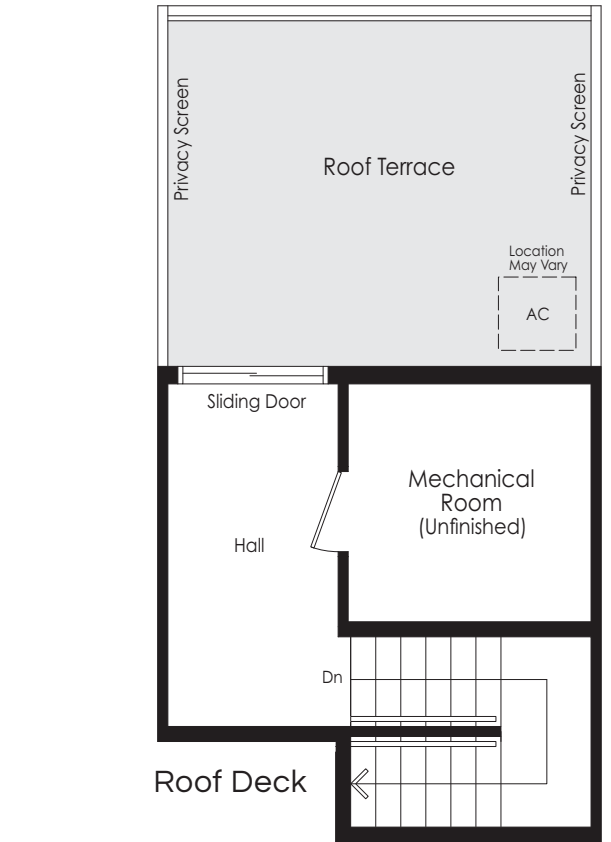 Privacy Screen
Privacy Screen
Roof Terrace
Location
May Vary
AC
Sliding Door
Mechanical
Room
(Unfinished)
Hall
Dn
Roof Deck